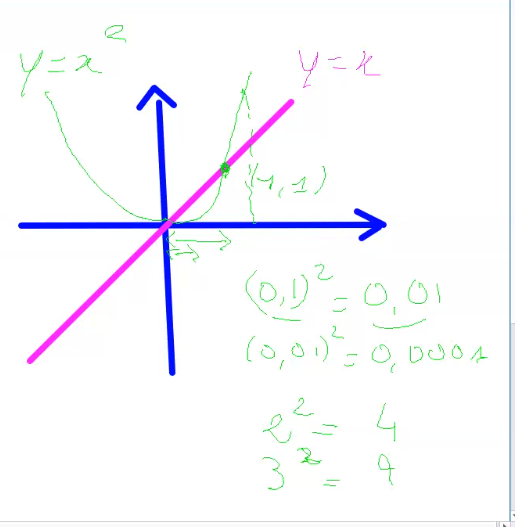 y = x²
y = x
(1, 1)
(0,1)² = 0,01
(0,01)² = 0,0001
2² = 4
3² = 9